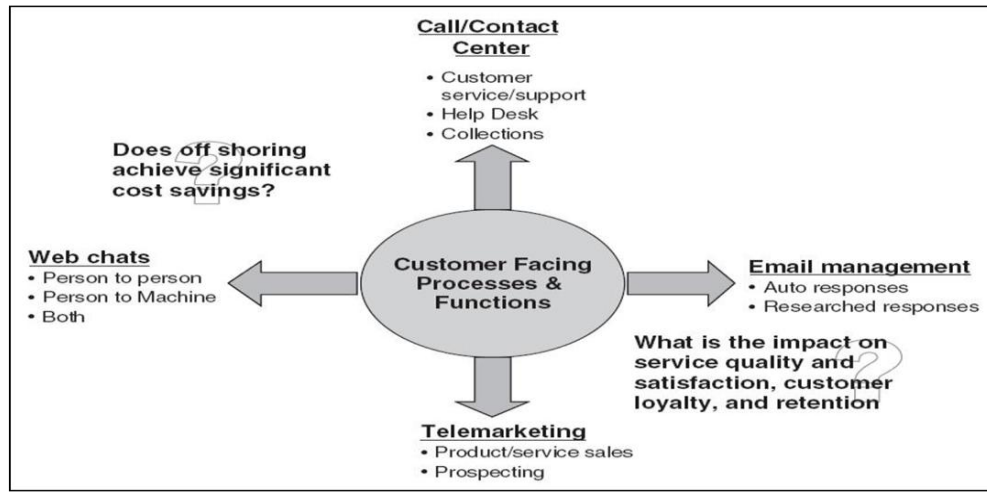 Call/Contact
Center
• Customer
service/support
• Help Desk
• Collections
Does off shoring
achieve significant
cost savings?
?
Web chats
• Person to person
• Person to Machine
• Both
Customer Facing
Processes &
Functions
Email management
• Auto responses
• Researched responses
What is the impact on
service quality and
satisfaction, customer
loyalty, and retention
?
Telemarketing
• Product/service sales
• Prospecting